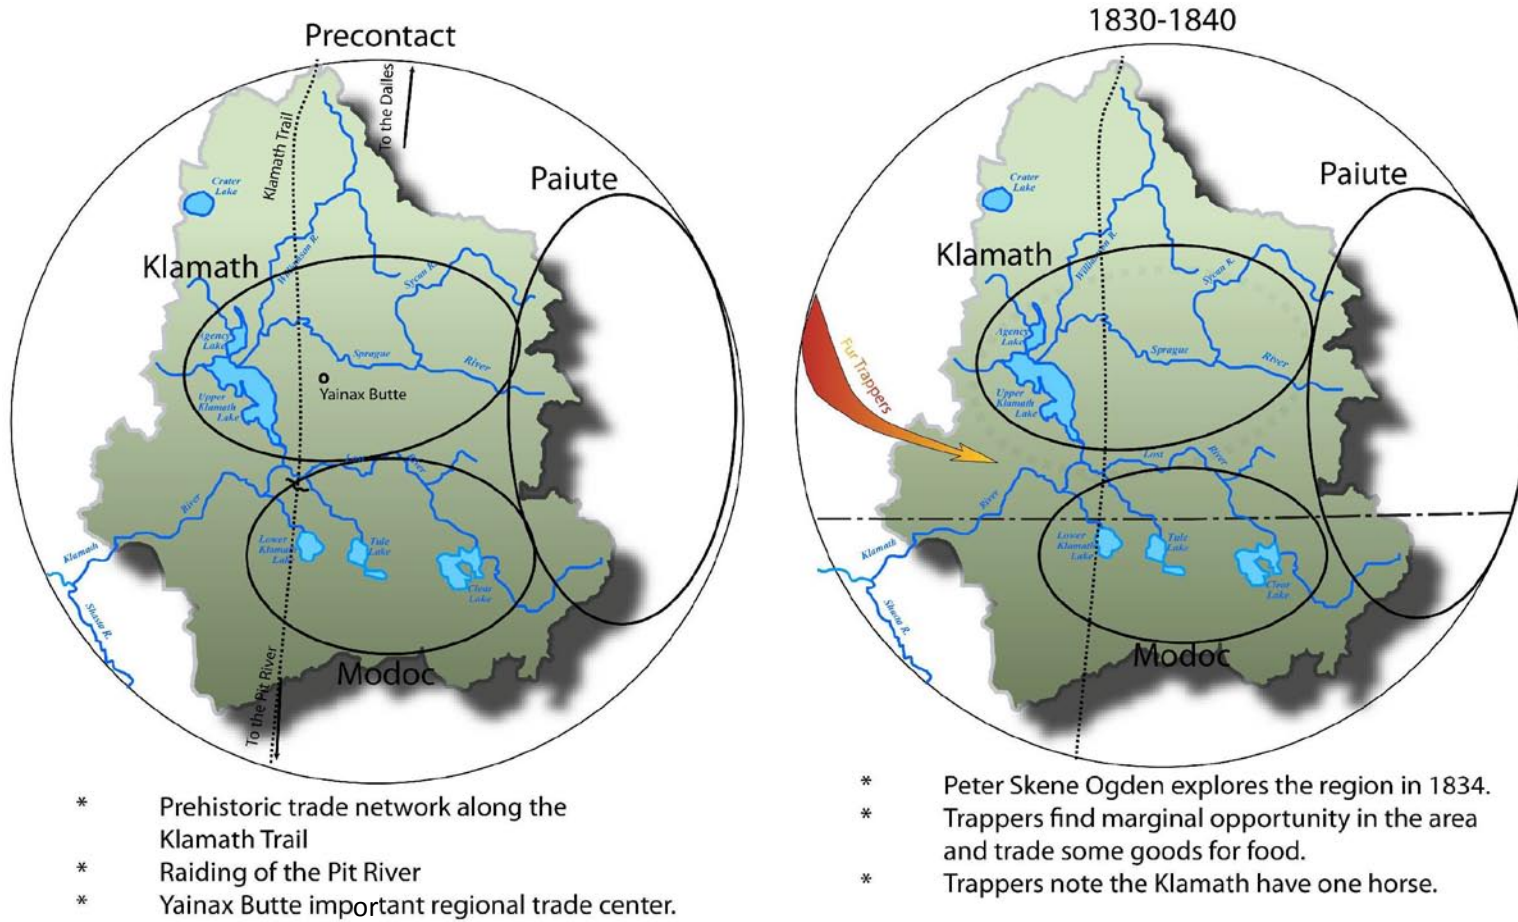 Precontact
To the Dalles
Klamath Trail
Crater
Lake
Paiute
Klamath
Williamson R.
Sycan R.
Agency
Lake
Sprague
River
Yainax Butte
Upper
Klamath
Lake
Lost
River
River
Klamath
Lower
Klamath
Lake
Tule
Lake
Clear
Lake
Shasta R.
Modoc
To the Pit River
* Prehistoric trade network along the
Klamath Trail
* Raiding of the Pit River
* Yainax Butte important regional trade center.
1830-1840
Crater
Lake
Paiute
Klamath
Williamson R.
Sycan R.
Fur Trappers
Agency
Lake
Sprague
River
Upper
Klamath
Lake
Lost
River
River
Klamath
Lower
Klamath
Lake
Tule
Lake
Clear
Lake
Shasta R.
Modoc
* Peter Skene Ogden explores the region in 1834.
* Trappers find marginal opportunity in the area
and trade some goods for food.
* Trappers note the Klamath have one horse.